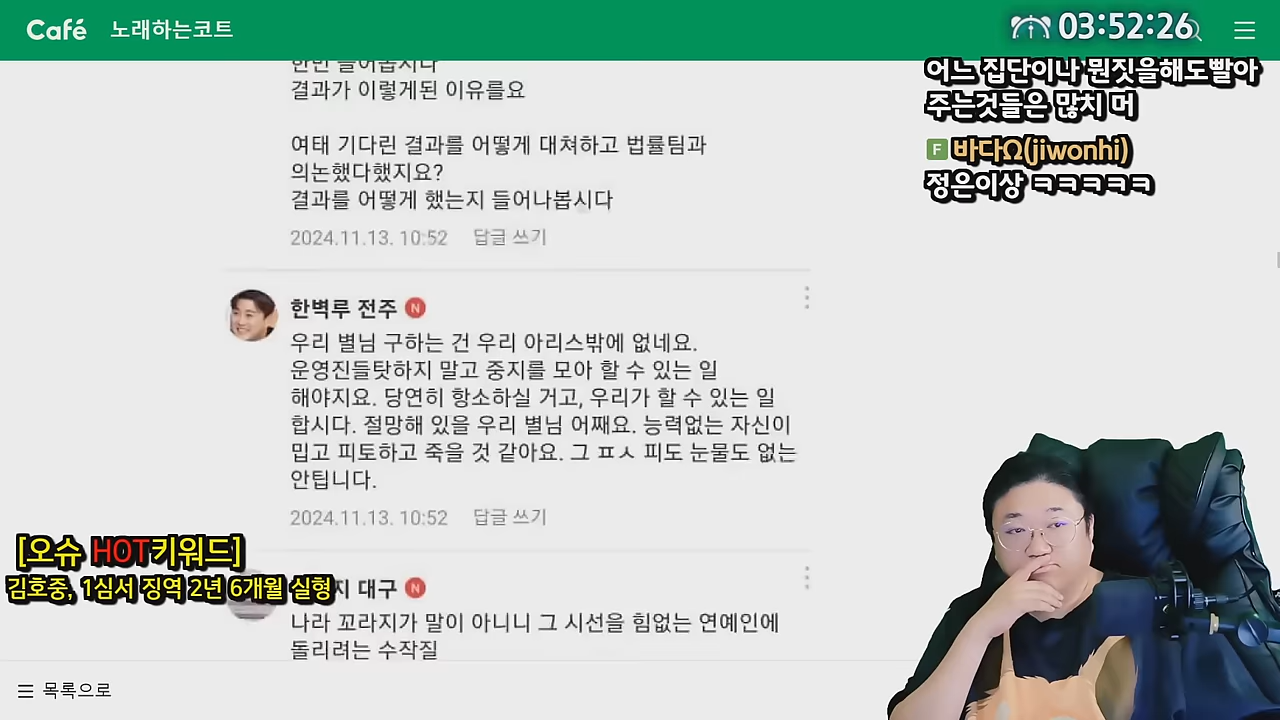 Café 노래하는코트
03:52:26
한번 들어봅시다
결과가 이렇게된 이유를요
여태 기다린 결과를 어떻게 대쳐하고 법률팀과
의논했다했지요?
결과를 어떻게 했는지 들어나봅시다
2024.11.13. 10:52 답글 쓰기
한벽루 전주 N
우리 별님 구하는 건 우리 아리스밖에 없네요.
운영진들탓하지 말고 중지를 모아 할 수 있는 일
해야지요. 당연히 항소하실 거고, 우리가 할 수 있는 일
합시다. 절망해 있을 우리 별님 어째요. 능력없는 자신이
밉고 피토하고 죽을 것 같아요. 그 ㅍㅅ 피도 눈물도 없는
안팁니다.
2024.11.13. 10:52 답글 쓰기
지 대구 N
나라 꼬라지가 말이 아니니 그 시선을 힘없는 연예인에
돌리려는 수작질
목록으로
어느 집단이나 뭔짓을해도빨아
주는것들은 많치 머
F 바다Ω(jiwonhi)
정은이상 ㅋㅋㅋㅋㅋ
[오슈 HOT키워드]
김호중, 1심서 징역 2년 6개월 실형